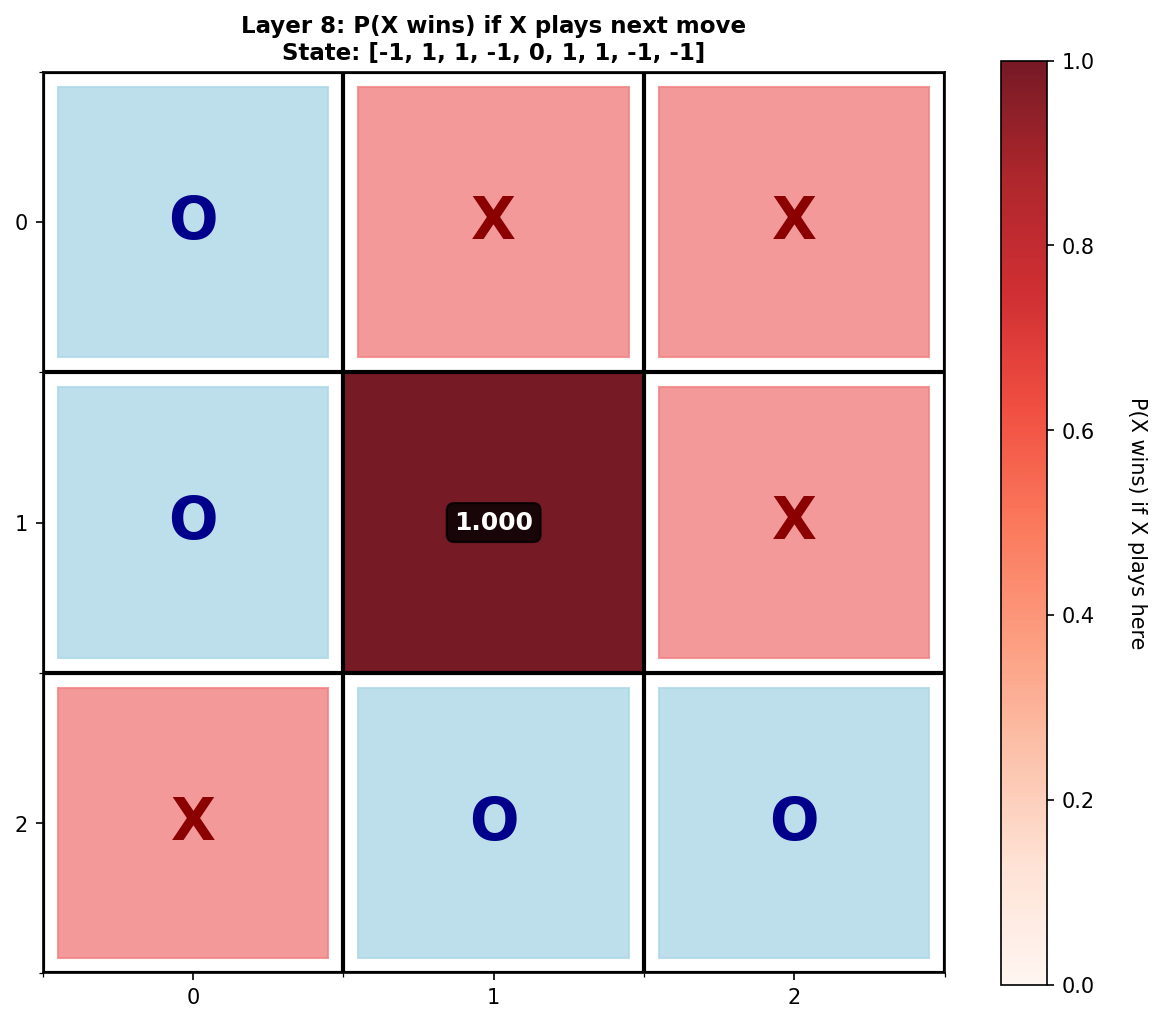 Layer 8: P(X wins) if X plays next move
State: [-1, 1, 1, -1, 0, 1, 1, -1, -1]
0
O
X
X
1
O
1.000
X
2
X
O
O
0
1
2
1.0
0.8
0.6
0.4
0.2
0.0
P(X wins) if X plays here